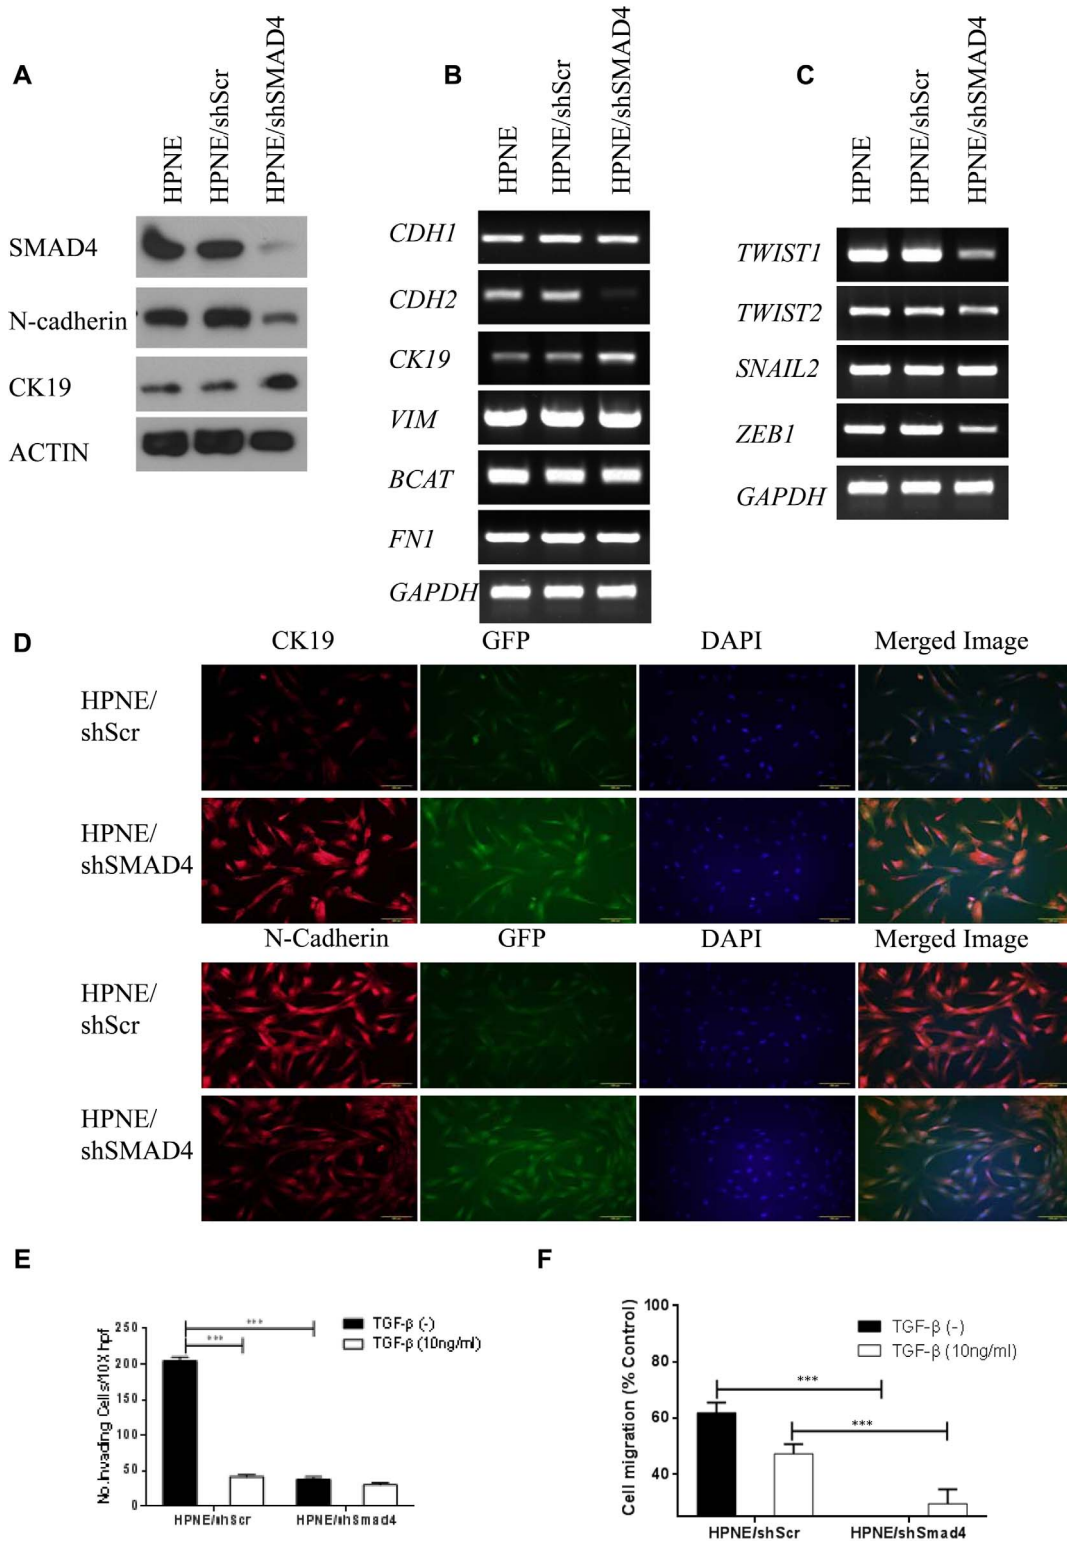 A
HPNE
HPNE/shScr
HPNE/shSMAD4
SMAD4
N-cadherin
CK19
ACTIN
B
HPNE
HPNE/shScr
HPNE/shSMAD4
CDH1
CDH2
CK19
VIM
BCAT
FN1
GAPDH
C
HPNE
HPNE/shScr
HPNE/shSMAD4
TWIST1
TWIST2
SNAIL2
ZEB1
GAPDH
D
CK19 GFP DAPI Merged Image
HPNE/
shScr
HPNE/
shSMAD4
N-Cadherin GFP DAPI Merged Image
HPNE/
shScr
HPNE/
shSMAD4
E
No.Invading Cells/10X hpf
250
200
150
100
50
0
***
***
TGF-β (-)
TGF-β (10ng/ml)
HPNE/shScr HPNE/shSmad4
F
Cell migration (% Control)
100
80
60
40
TGF-β (-)
TGF-β (10ng/ml)
***
***
HPNE/shScr HPNE/shSmad4